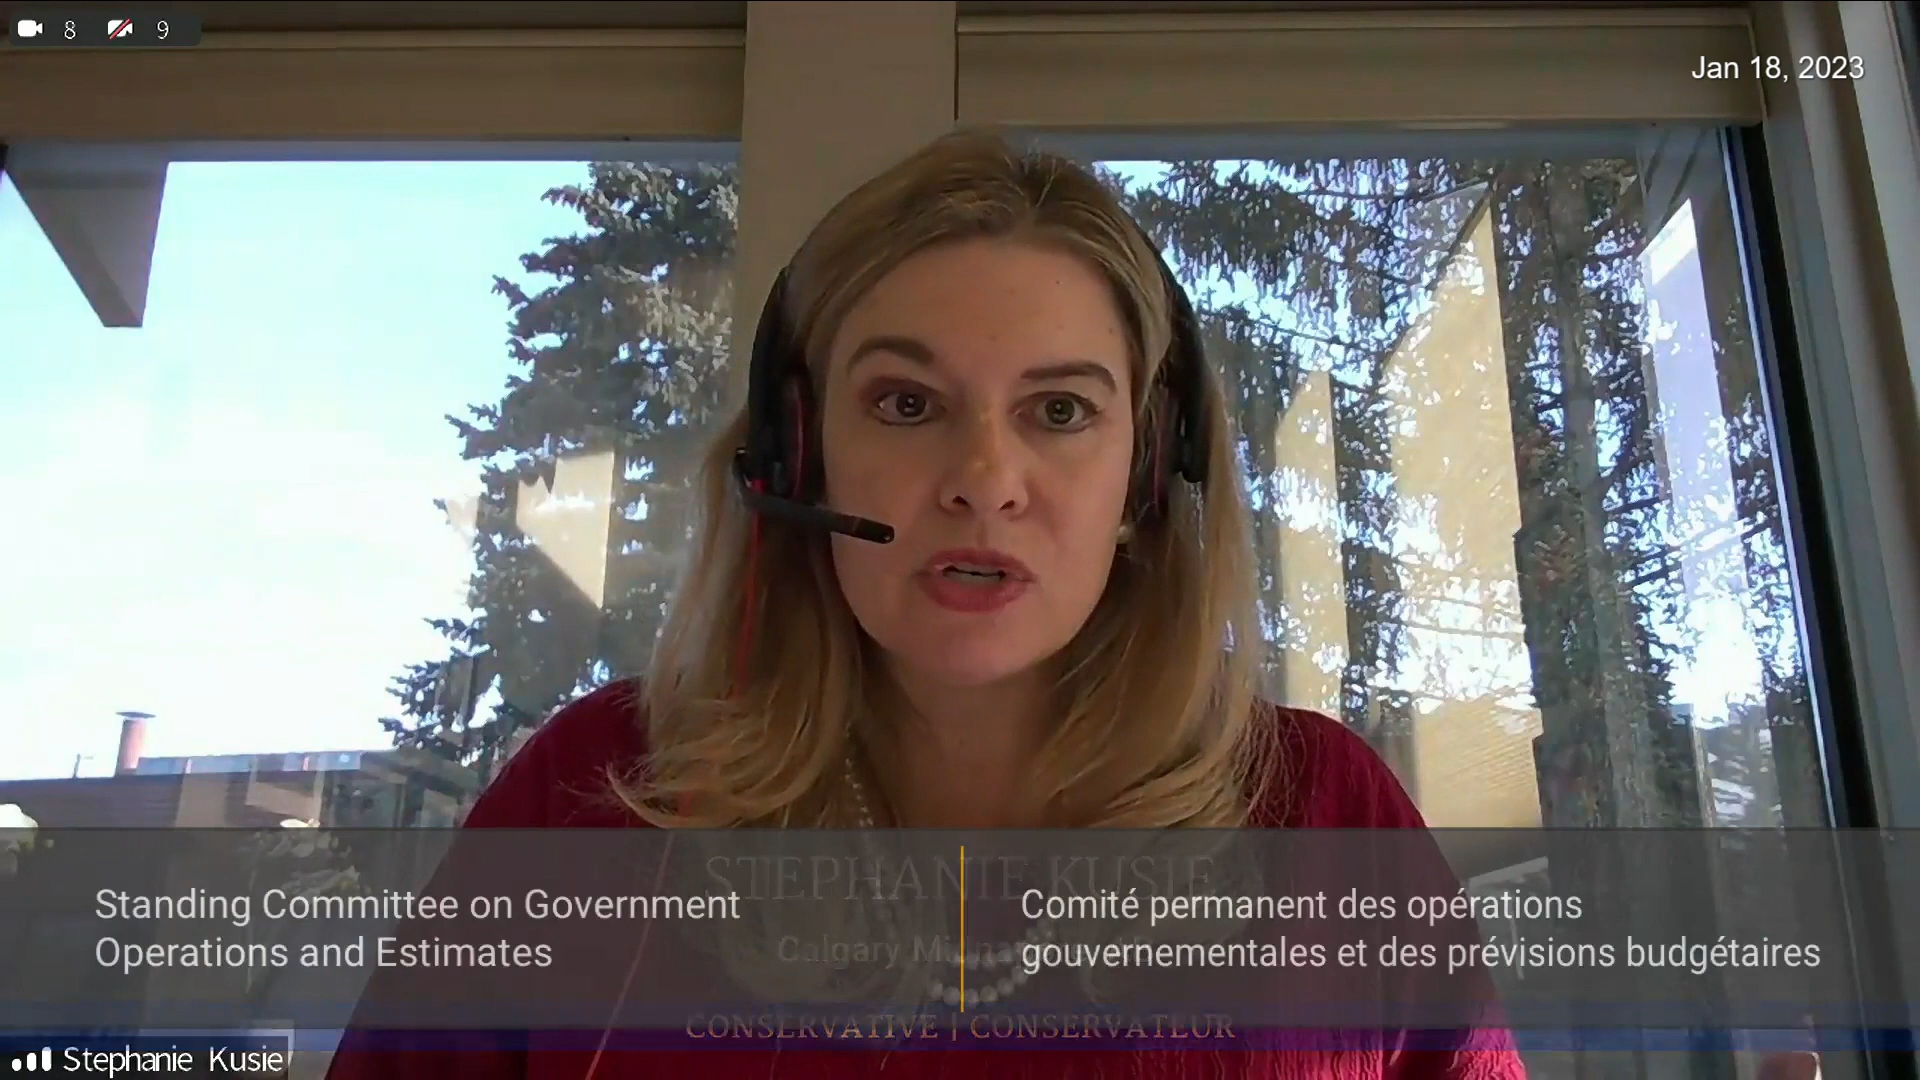 8 9
Jan 18, 2023
STEPHANIE KUSIE
Standing Committee on Government
Operations and Estimates
Comité permanent des opérations
gouvernementales et des prévisions budgétaires
Calgary
CONSERVATIVE | CONSERVATEUR
Stephanie Kusie